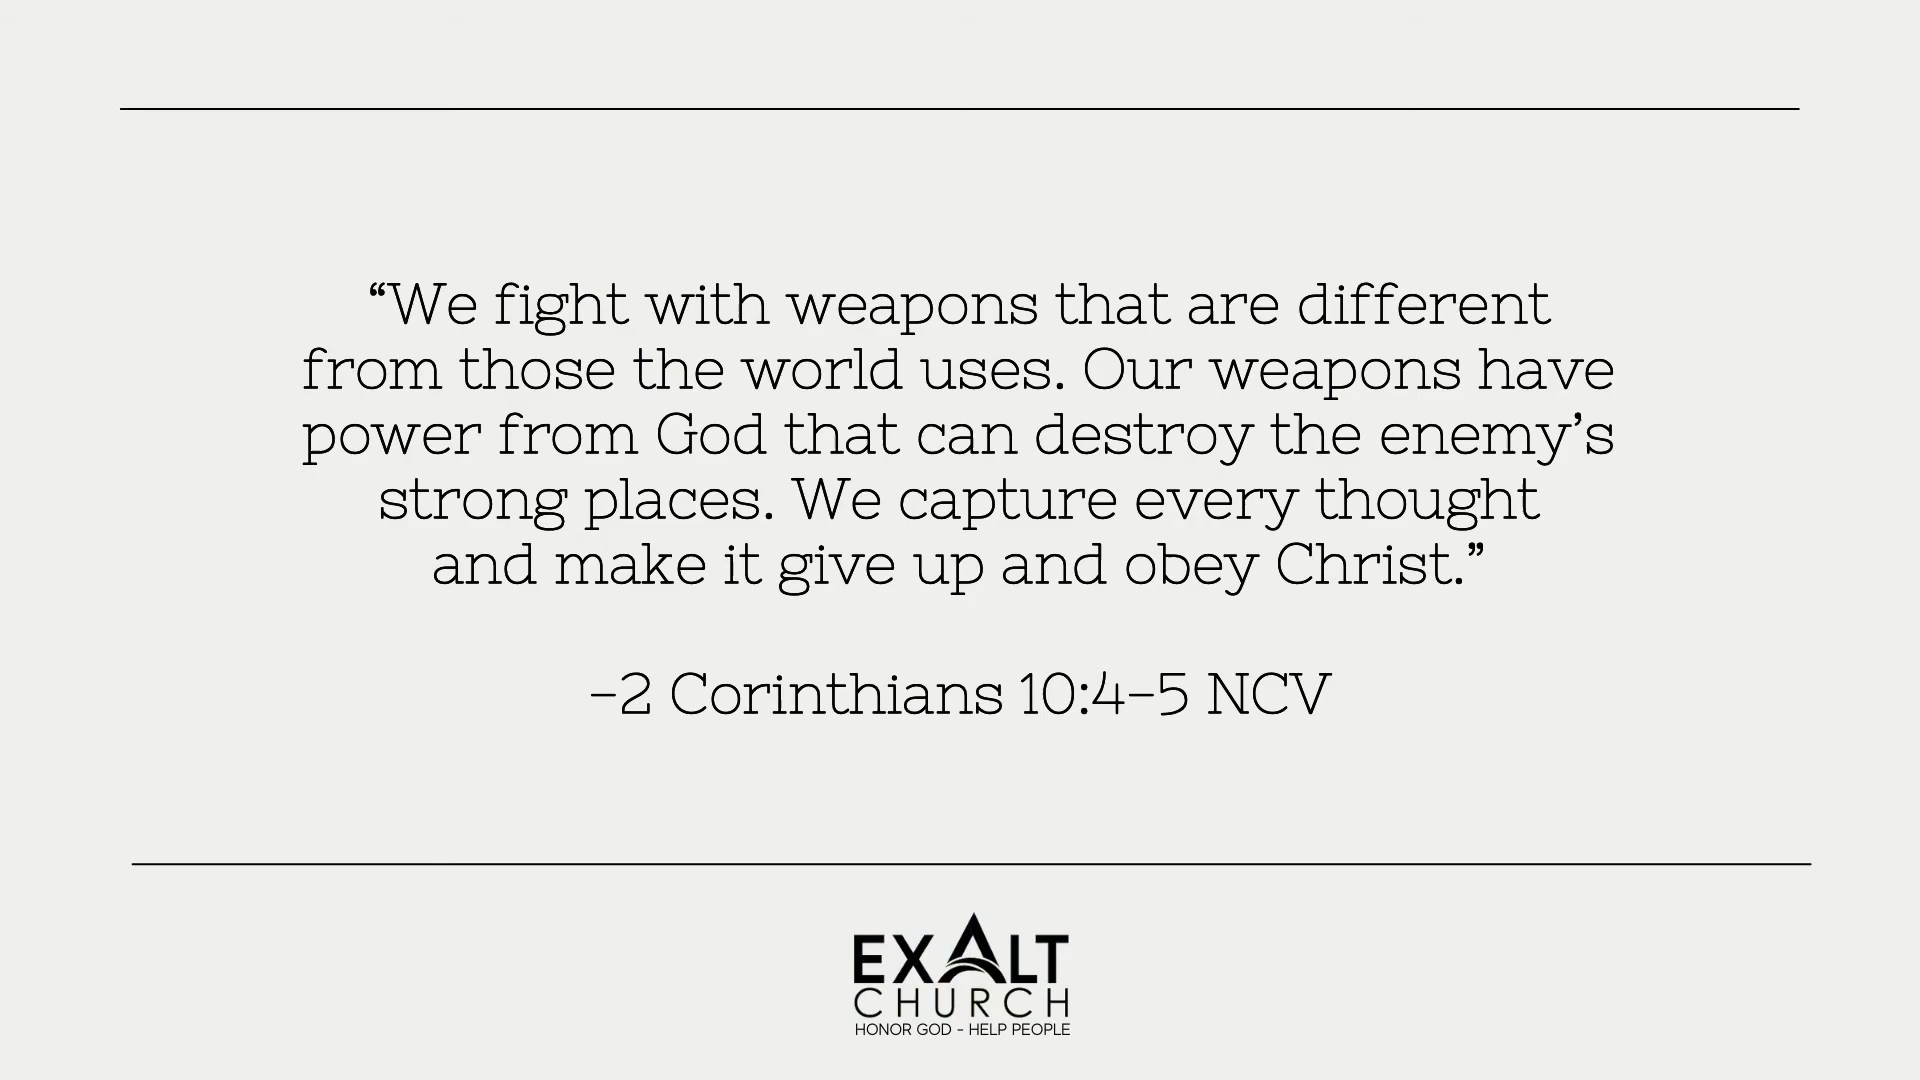 “We fight with weapons that are different
from those the world uses. Our weapons have
power from God that can destroy the enemy’s
strong places. We capture every thought
and make it give up and obey Christ.”
-2 Corinthians 10:4-5 NCV
EXALT
CHURCH
HONOR GOD - HELP PEOPLE